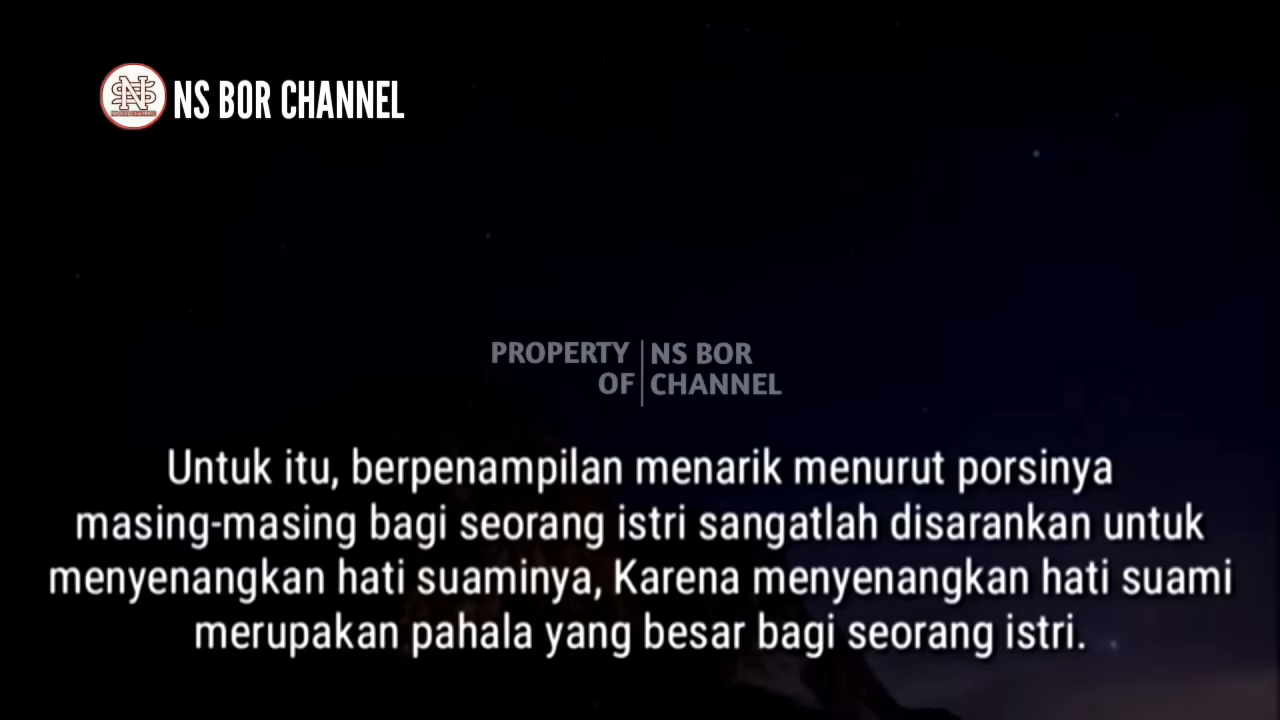 NS BOR CHANNEL
PROPERTY OF | NS BOR CHANNEL
Untuk itu, berpenampilan menarik menurut porsinya
masing-masing bagi seorang istri sangatlah disarankan untuk
menyenangkan hati suaminya, Karena menyenangkan hati suami
merupakan pahala yang besar bagi seorang istri.